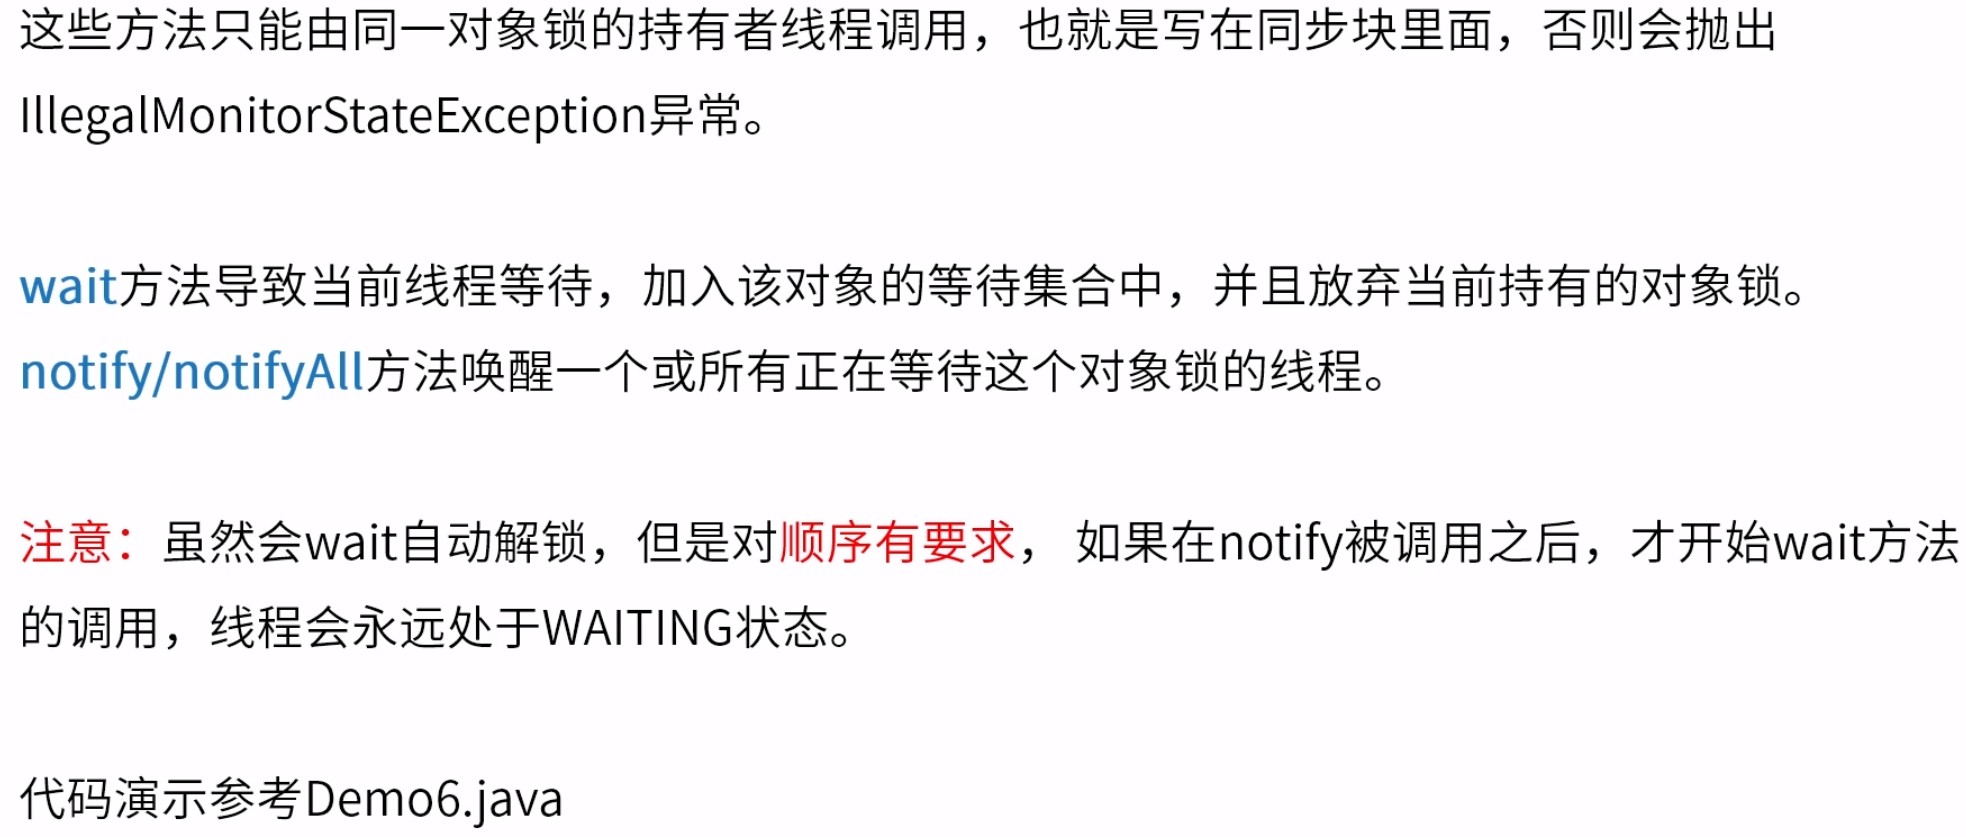 这些方法只能由同一对象锁的持有者线程调用，也就是写在同步块里面，否则会抛出
IllegalMonitorStateException异常。
wait方法导致当前线程等待，加入该对象的等待集合中，并且放弃当前持有的对象锁。
notify/notifyAll方法唤醒一个或所有正在等待这个对象锁的线程。
注意：虽然会wait自动解锁，但是对顺序有要求， 如果在notify被调用之后，才开始wait方法
的调用，线程会永远处于WAITING状态。
代码演示参考Demo6.java